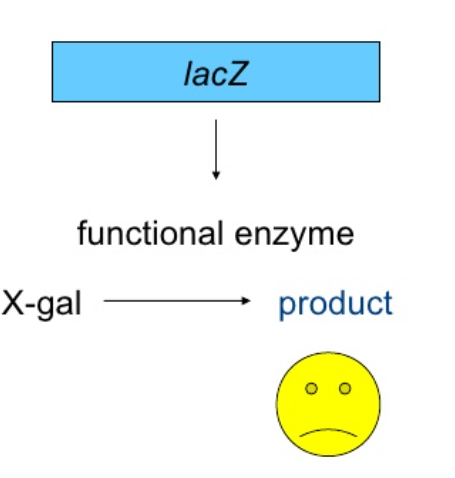 lacZ
functional enzyme
X-gal product